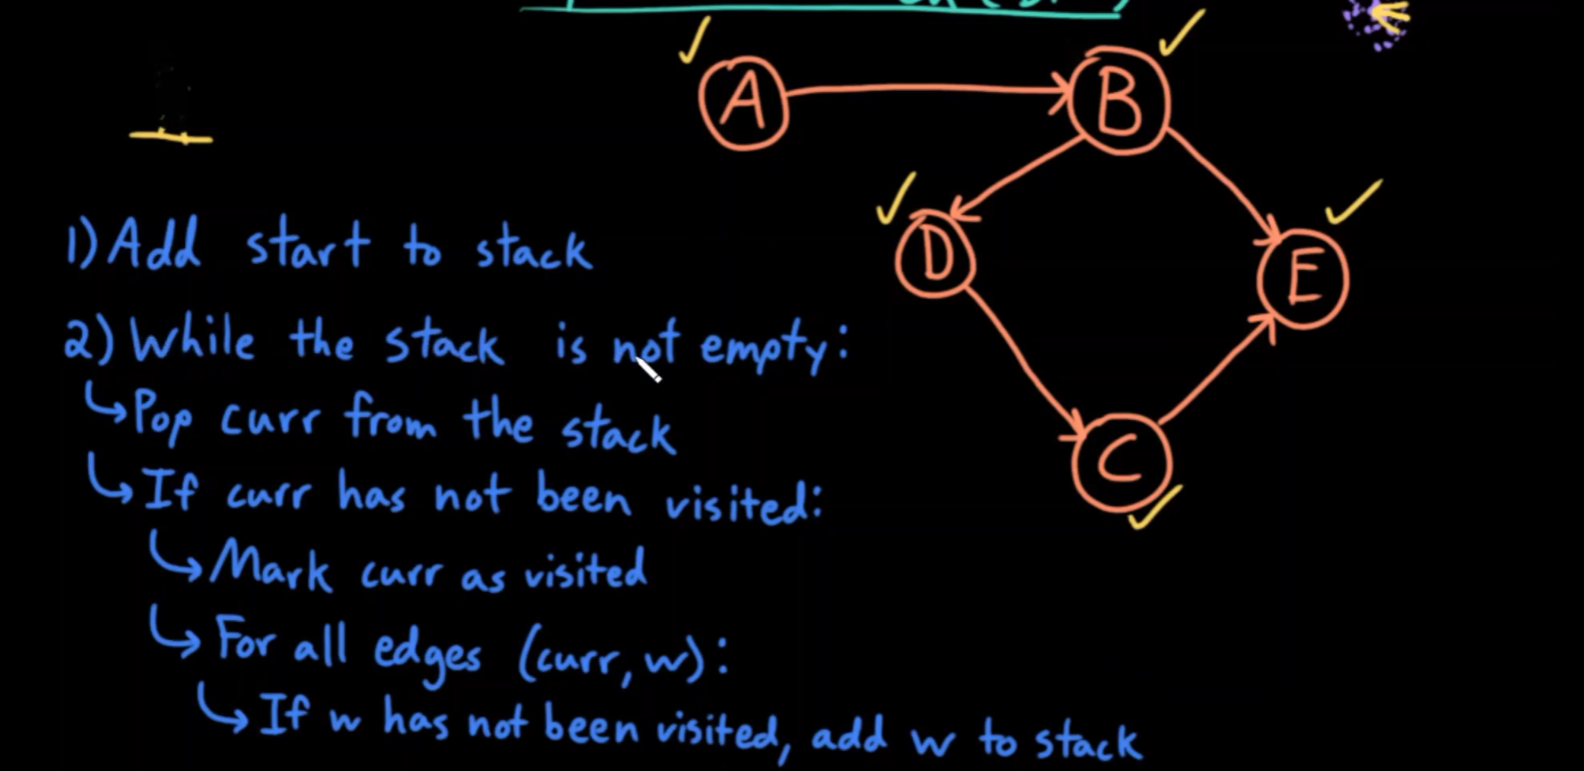 A
B
D
E
C
1) Add start to stack
2) While the stack is not empty:
↳ Pop curr from the stack
↳ If curr has not been visited:
↳ Mark curr as visited
↳ For all edges (curr, w):
↳ If w has not been visited, add w to stack